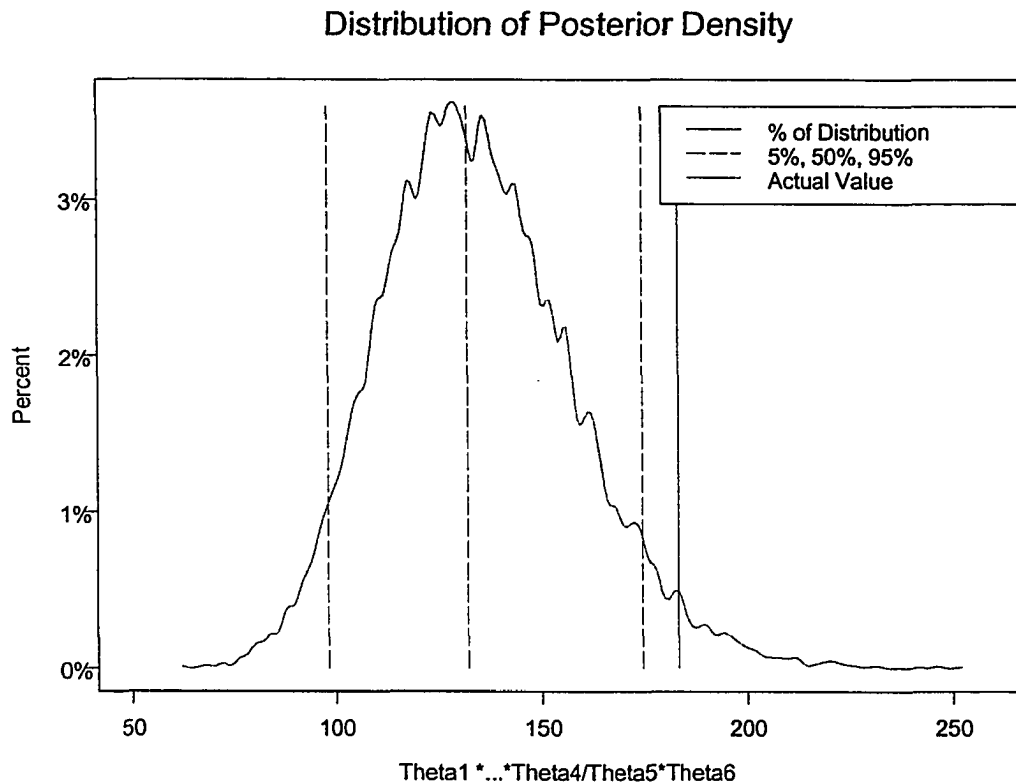 Distribution of Posterior Density
% of Distribution
5%, 50%, 95%
Actual Value
3%
2%
1%
0%
Percent
50
100
150
200
250
Theta1 *...*Theta4/Theta5*Theta6